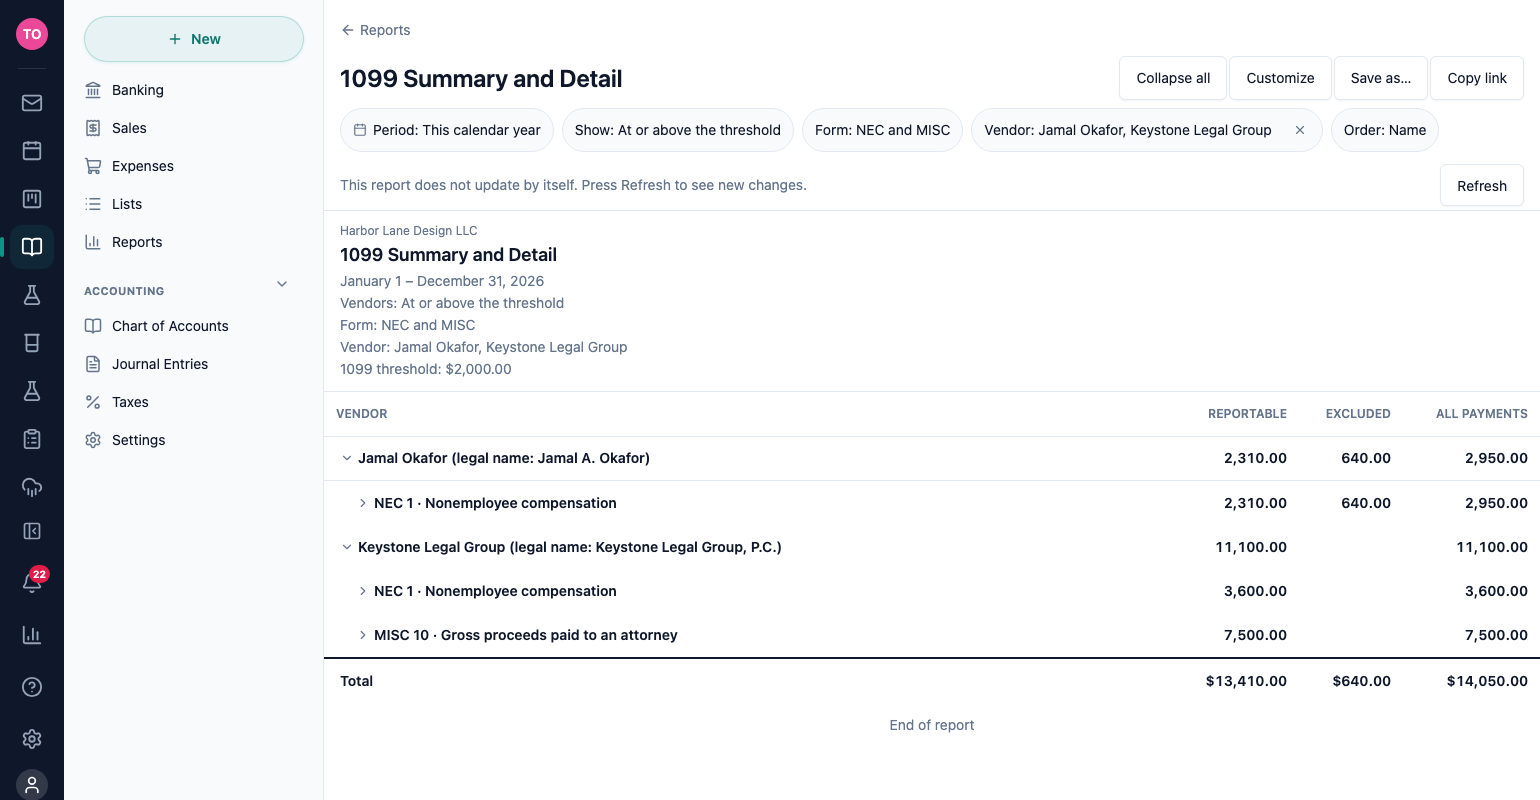 TO
22
New
Banking
Sales
Expenses
Lists
Reports
ACCOUNTING
Chart of Accounts
Journal Entries
Taxes
Settings
Reports
1099 Summary and Detail
Collapse all
Customize
Save as...
Copy link
Period: This calendar year
Show: At or above the threshold
Form: NEC and MISC
Vendor: Jamal Okafor, Keystone Legal Group
Order: Name
This report does not update by itself. Press Refresh to see new changes.
Refresh
Harbor Lane Design LLC
1099 Summary and Detail
January 1 – December 31, 2026
Vendors: At or above the threshold
Form: NEC and MISC
Vendor: Jamal Okafor, Keystone Legal Group
1099 threshold: $2,000.00
VENDOR REPORTABLE EXCLUDED ALL PAYMENTS
Jamal Okafor (legal name: Jamal A. Okafor) 2,310.00 640.00 2,950.00
NEC 1 · Nonemployee compensation 2,310.00 640.00 2,950.00
Keystone Legal Group (legal name: Keystone Legal Group, P.C.) 11,100.00 11,100.00
NEC 1 · Nonemployee compensation 3,600.00 3,600.00
MISC 10 · Gross proceeds paid to an attorney 7,500.00 7,500.00
Total $13,410.00 $640.00 $14,050.00
End of report